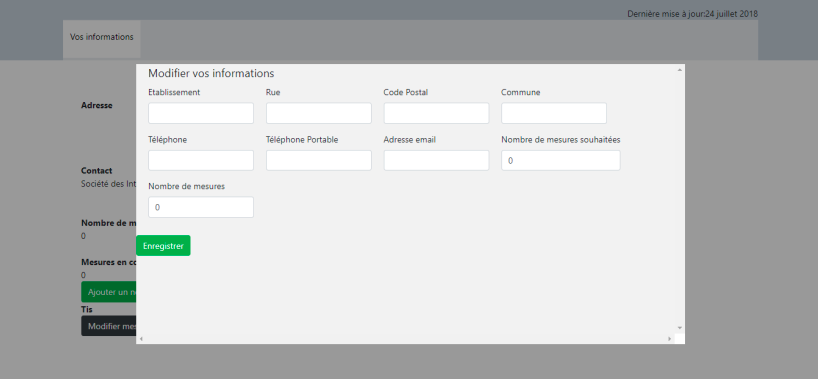 Dernière mise à jour:24 juillet 2018
Vos informations
Modifier vos informations
Etablissement Rue Code Postal Commune
Adresse
Téléphone Téléphone Portable Adresse email Nombre de mesures souhaitées
0
Contact
Société des Int
Nombre de mesures
0
Nombre de m
0
Enregistrer
Mesures en co
0
Ajouter un n
Tis
Modifier mes